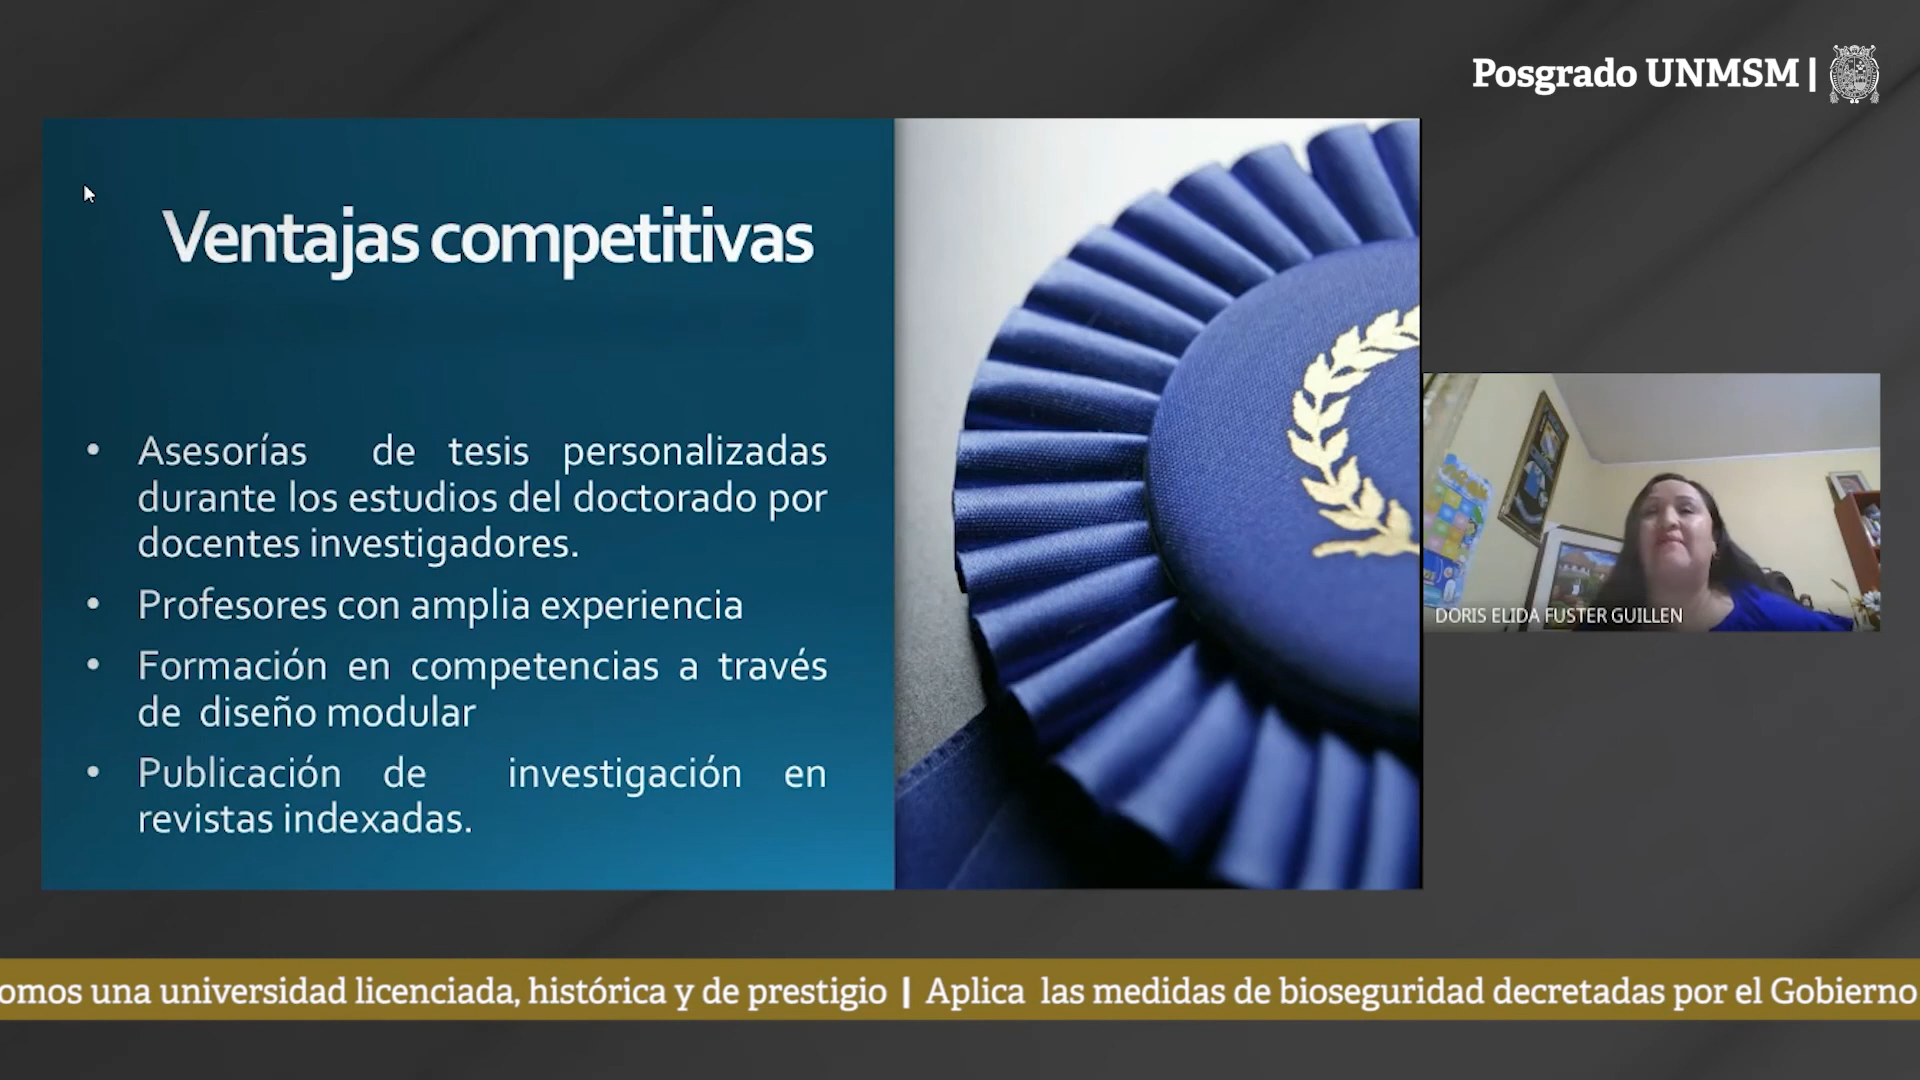 Posgrado UNMSM |
Ventajas competitivas
• Asesorías de tesis personalizadas
durante los estudios del doctorado por
docentes investigadores.
• Profesores con amplia experiencia
• Formación en competencias a través
de diseño modular
• Publicación de investigación en
revistas indexadas.
DORIS ELIDA FUSTER GUILLEN
omos una universidad licenciada, histórica y de prestigio | Aplica las medidas de bioseguridad decretadas por el Gobierno